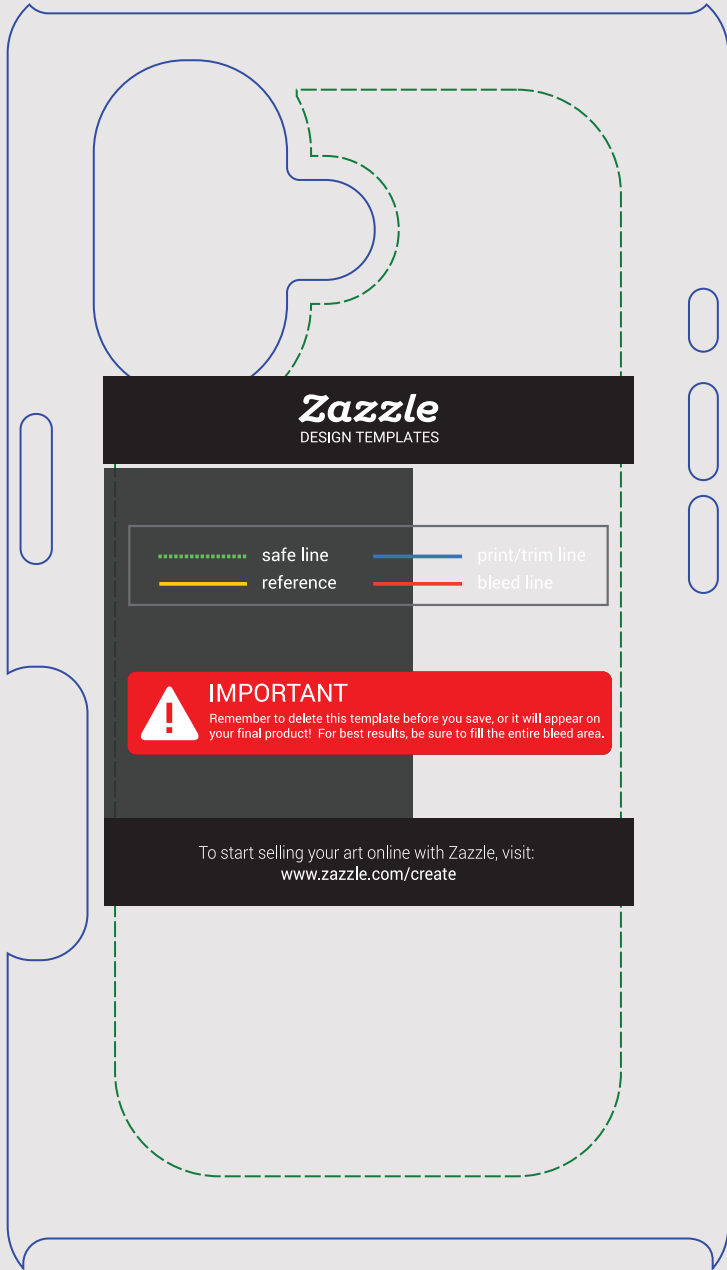 Zazzle
DESIGN TEMPLATES
safe line
print/trim line
reference
bleed line
IMPORTANT
Remember to delete this template before you save, or it will appear on
your final product! For best results, be sure to fill the entire bleed area.
To start selling your art online with Zazzle, visit:
www.zazzle.com/create